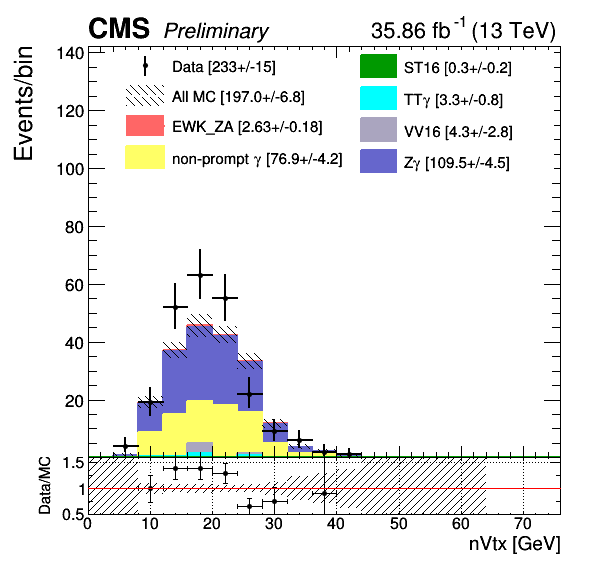 CMS Preliminary 35.86 fb⁻¹ (13 TeV)
Events/bin
140
120
100
80
60
40
20
Data [233+/-15]
All MC [197.0+/-6.8]
EWK_ZA [2.63+/-0.18]
non-prompt γ [76.9+/-4.2]
ST16 [0.3+/-0.2]
TTγ [3.3+/-0.8]
VV16 [4.3+/-2.8]
Zγ [109.5+/-4.5]
Data/MC
1.5
1
0.5
0 10 20 30 40 50 60 70
nVtx [GeV]